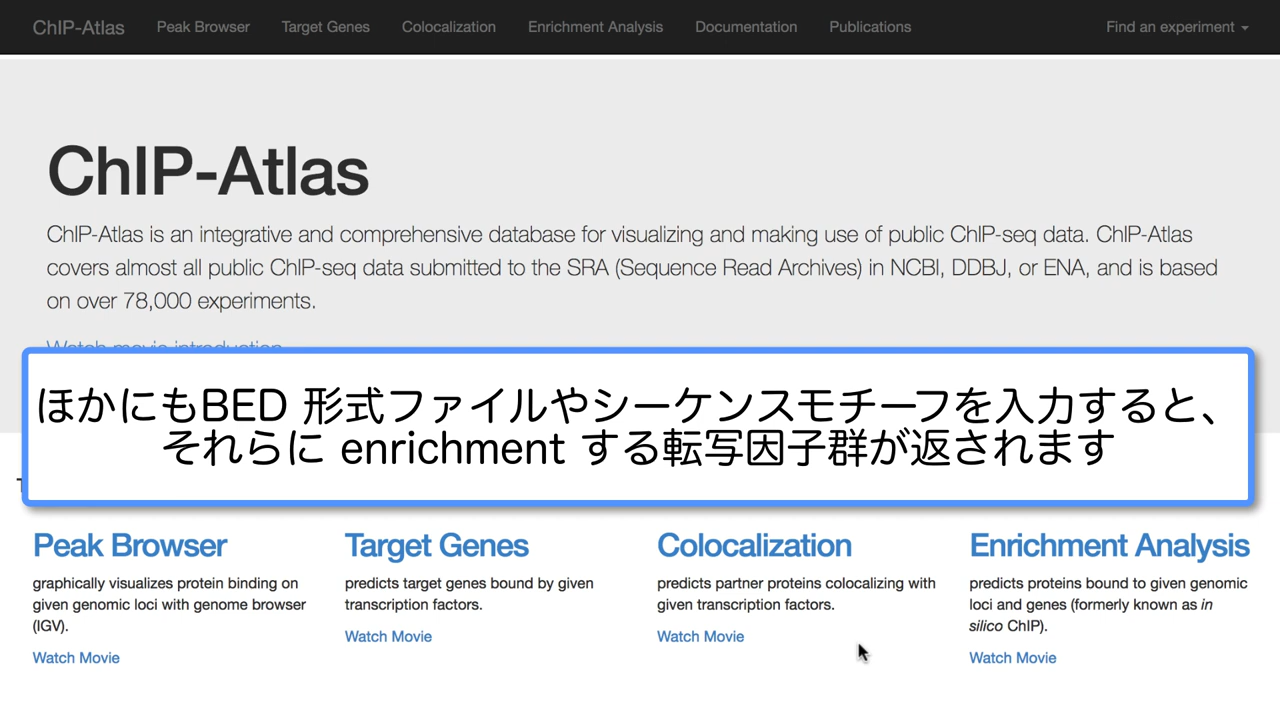 ChIP-Atlas Peak Browser Target Genes Colocalization Enrichment Analysis Documentation Publications Find an experiment
ChIP-Atlas
ChIP-Atlas is an integrative and comprehensive database for visualizing and making use of public ChIP-seq data. ChIP-Atlas
covers almost all public ChIP-seq data submitted to the SRA (Sequence Read Archives) in NCBI, DDBJ, or ENA, and is based
on over 78,000 experiments.
Watch movie introduction
ほかにもBED 形式ファイルやシーケンスモチーフを入力すると、
それらに enrichment する転写因子群が返されます
Peak Browser
graphically visualizes protein binding on
given genomic loci with genome browser
(IGV).
Watch Movie
Target Genes
predicts target genes bound by given
transcription factors.
Watch Movie
Colocalization
predicts partner proteins colocalizing with
given transcription factors.
Watch Movie
Enrichment Analysis
predicts proteins bound to given genomic
loci and genes (formerly known as in
silico ChIP).
Watch Movie